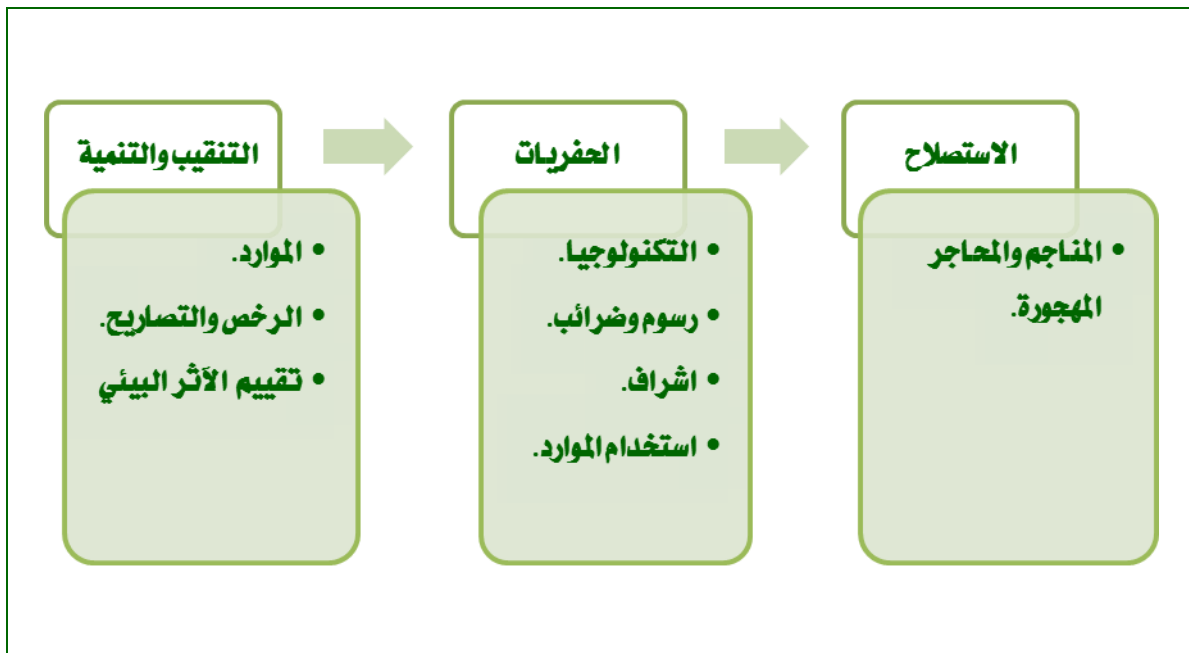 التنقيب والتنمية
• الموارد.
• الرخص والتصاريح.
• تقييم الآثر البيئي
الحفريات
• التكنولوجيا.
• رسوم وضرائب.
• اشراف.
• استخدام الموارد.
الاستصلاح
• المناجم والمحاجر
المهجورة.